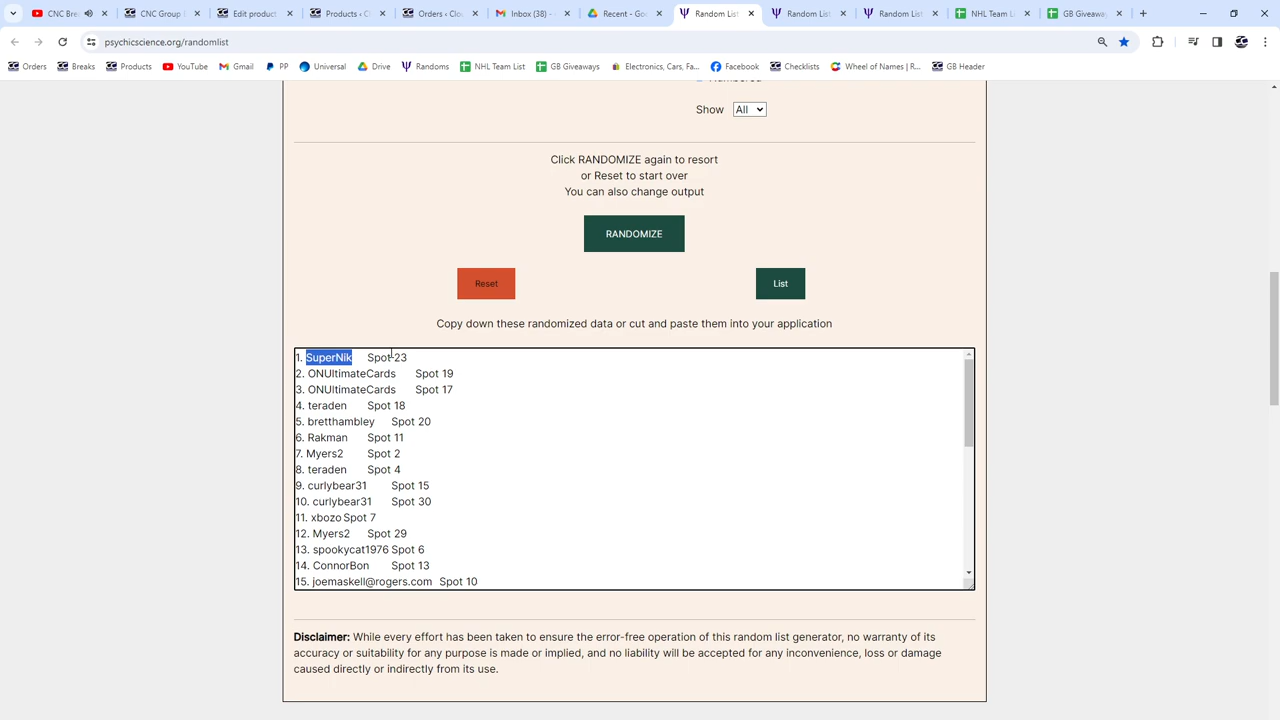 CNC Bre
CNC Group
Edit product
Products ‹ C
Orders ‹ Clo
Inbox (38) -
Recent - Goo
Random List
Random List
Random List
NHL Team L
GB Giveaway
psychicscience.org/randomlist
Orders
Breaks
Products
YouTube
Gmail
PP
Universal
Drive
Randoms
NHL Team List
GB Giveaways
Electronics, Cars, Fa...
Facebook
Checklists
Wheel of Names | R...
GB Header
Numbered
Show All
Click RANDOMIZE again to resort
or Reset to start over
You can also change output
RANDOMIZE
Reset
List
Copy down these randomized data or cut and paste them into your application
1. SuperNik Spot 23
2. ONUltimateCards Spot 19
3. ONUltimateCards Spot 17
4. teraden Spot 18
5. bretthambley Spot 20
6. Rakman Spot 11
7. Myers2 Spot 2
8. teraden Spot 4
9. curlybear31 Spot 15
10. curlybear31 Spot 30
11. xbozo Spot 7
12. Myers2 Spot 29
13. spookycat1976 Spot 6
14. ConnorBon Spot 13
15. joemaskell@rogers.com Spot 10
Disclaimer: While every effort has been taken to ensure the error-free operation of this random list generator, no warranty of its
accuracy or suitability for any purpose is made or implied, and no liability will be accepted for any inconvenience, loss or damage
caused directly or indirectly from its use.